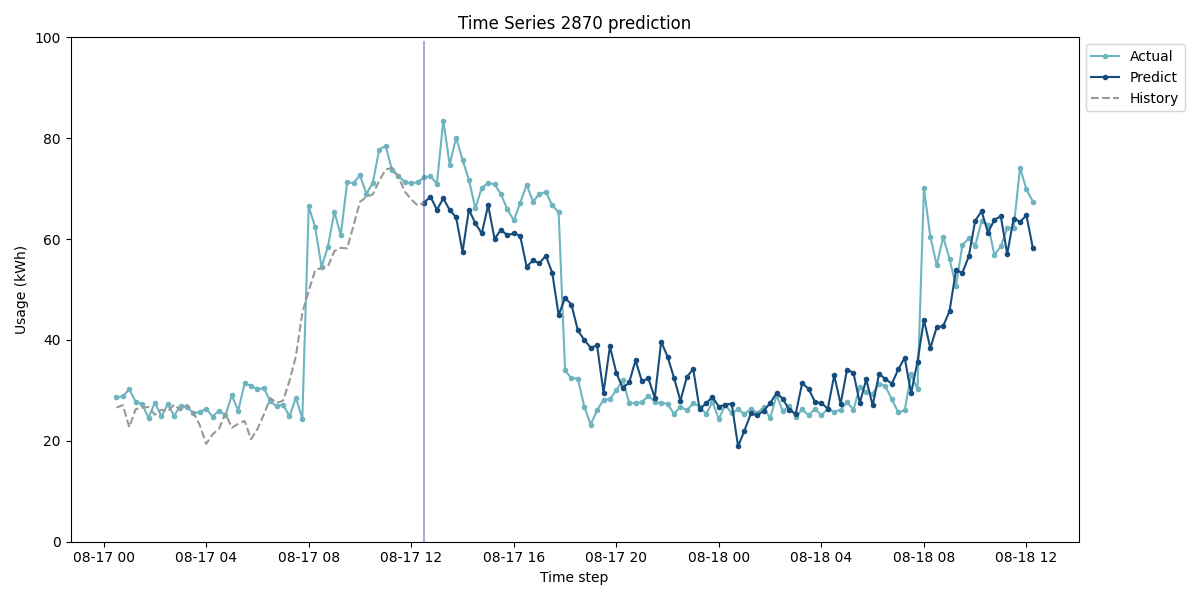 Time Series 2870 prediction
Usage (kWh)
100
80
60
40
20
0
08-17 00
08-17 04
08-17 08
08-17 12
08-17 16
08-17 20
08-18 00
08-18 04
08-18 08
08-18 12
Time step
Actual
Predict
History